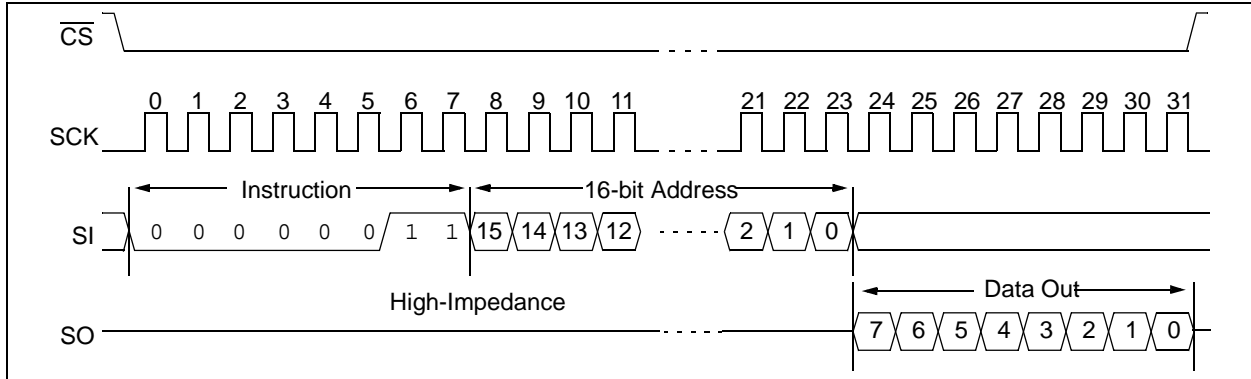 CS
0 1 2 3 4 5 6 7 8 9 10 11 21 22 23 24 25 26 27 28 29 30 31
SCK
Instruction 16-bit Address
SI 0 0 0 0 0 0 1 1 15 14 13 12 2 1 0
High-Impedance Data Out
SO 7 6 5 4 3 2 1 0